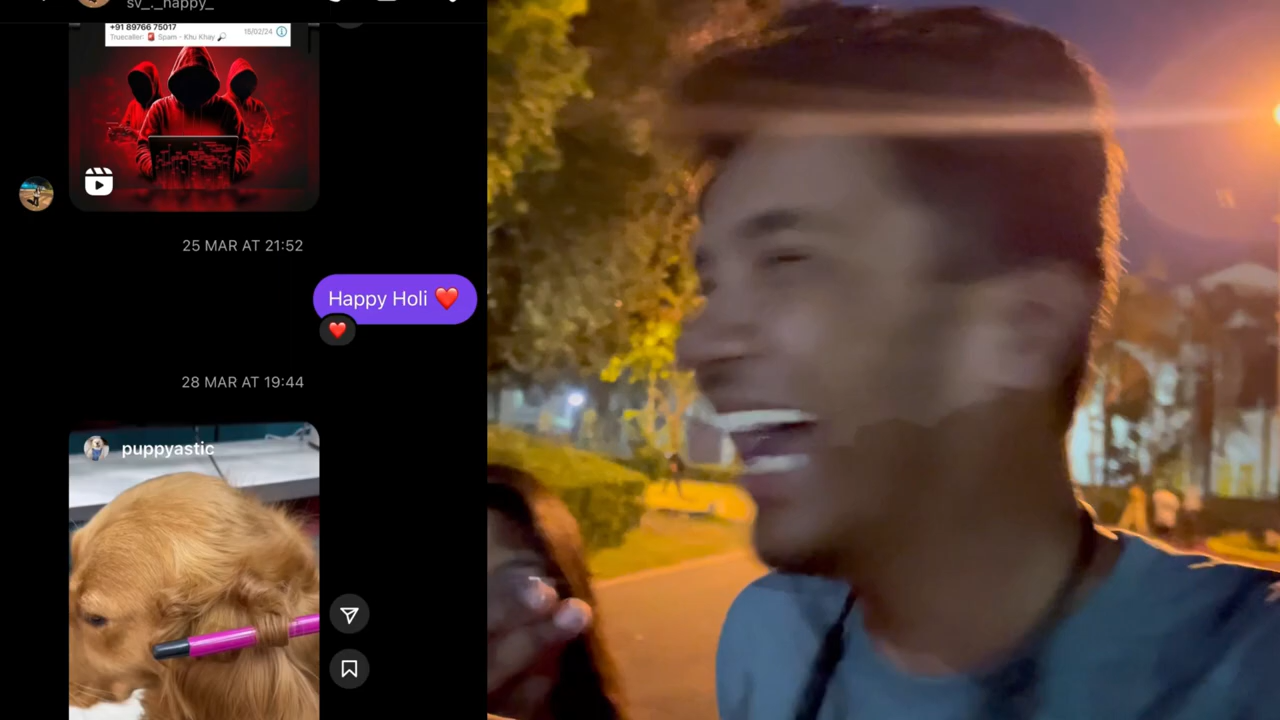 sv_._happy_
+91 89766 75017
15/02/24
Truecaller: 🚨 Spam - Khu Khay 🔎
25 MAR AT 21:52
Happy Holi ❤️
❤️
28 MAR AT 19:44
puppyastic